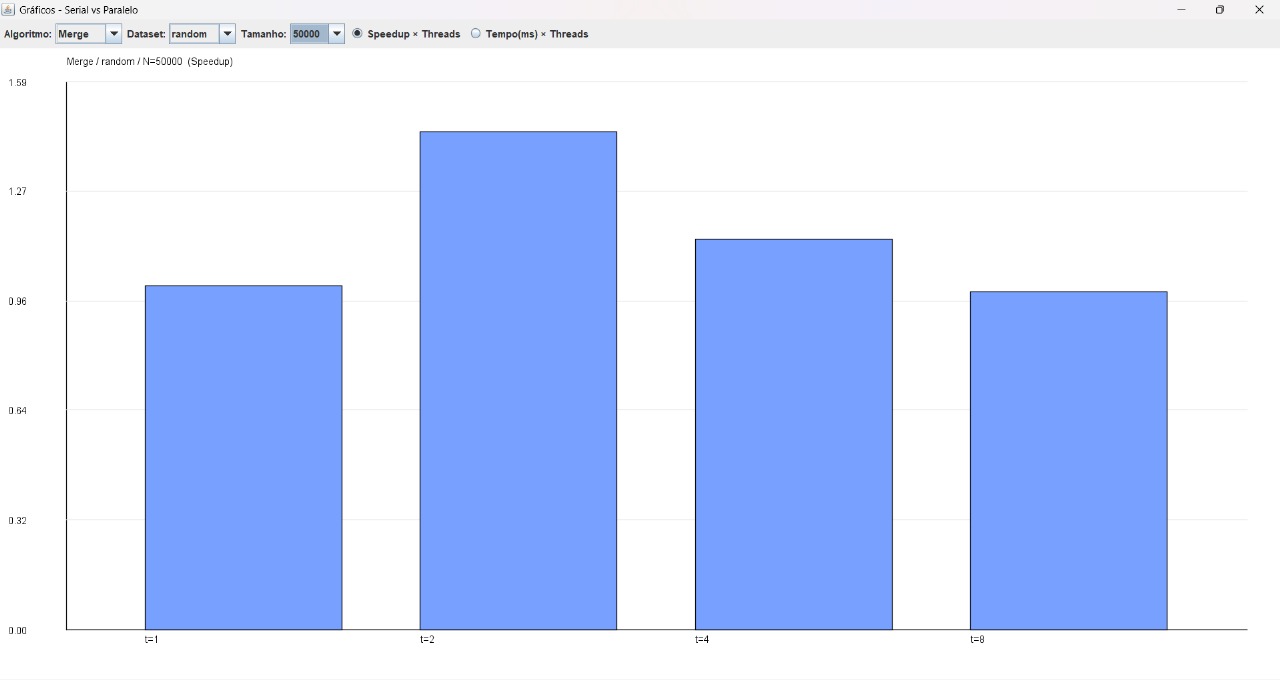 Gráficos - Serial vs Paralelo
Algoritmo: Merge Dataset: random Tamanho: 50000 Speedup × Threads Tempo(ms) × Threads
Merge / random / N=50000 (Speedup)
1.59
1.27
0.96
0.64
0.32
0.00
t=1 t=2 t=4 t=8